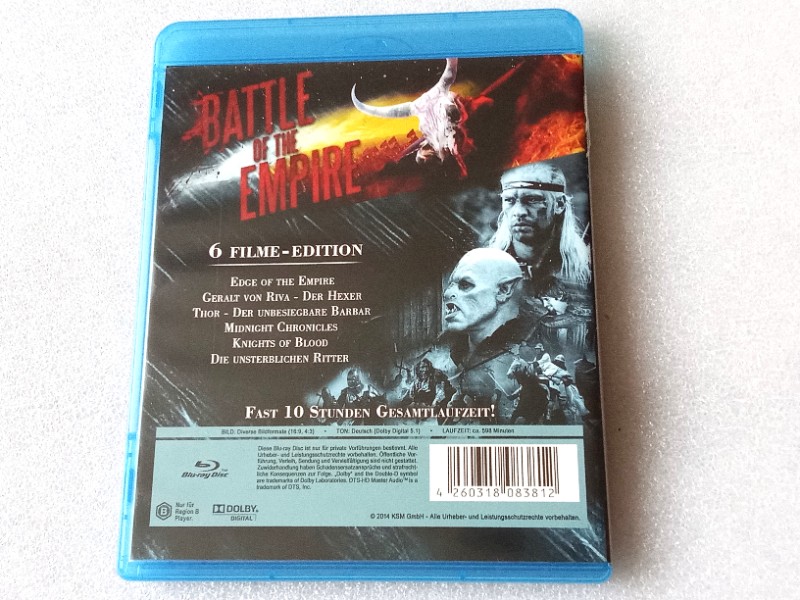 BATTLE
OF THE
EMPIRE
6 FILME-EDITION
EDGE OF THE EMPIRE
GERALT VON RIVA - DER HEXER
THOR - DER UNBESIEGBARE BARBAR
MIDNIGHT CHRONICLES
KNIGHTS OF BLOOD
DIE UNSTERBLICHEN RITTER
FAST 10 STUNDEN GESAMTLAUFZEIT!
BILD: Diverse Bildformate (16:9, 4:3) • TON: Deutsch (Dolby Digital 5.1) • LAUFZEIT: ca. 598 Minuten
Diese Blu-ray Disc ist nur für private Vorführungen bestimmt. Alle
Urheber- und Leistungsschutzrechte vorbehalten. Öffentliche Vor-
führung, Verleih, Sendung und Vervielfältigung sind nicht gestattet.
Zuwiderhandlung haben Schadensersatzansprüche und strafrecht-
liche Konsequenzen zur Folge. „Dolby" and the Double-D symbol
are trademarks of Dolby Laboratories. DTS-HD Master Audio™ is a
trademark of DTS, Inc.
Blu-ray Disc
B Nur für
Region B
Player.
DOLBY
DIGITAL
4 260318 083812
© 2014 KSM GmbH - Alle Urheber- und Leistungsschutzrechte vorbehalten.